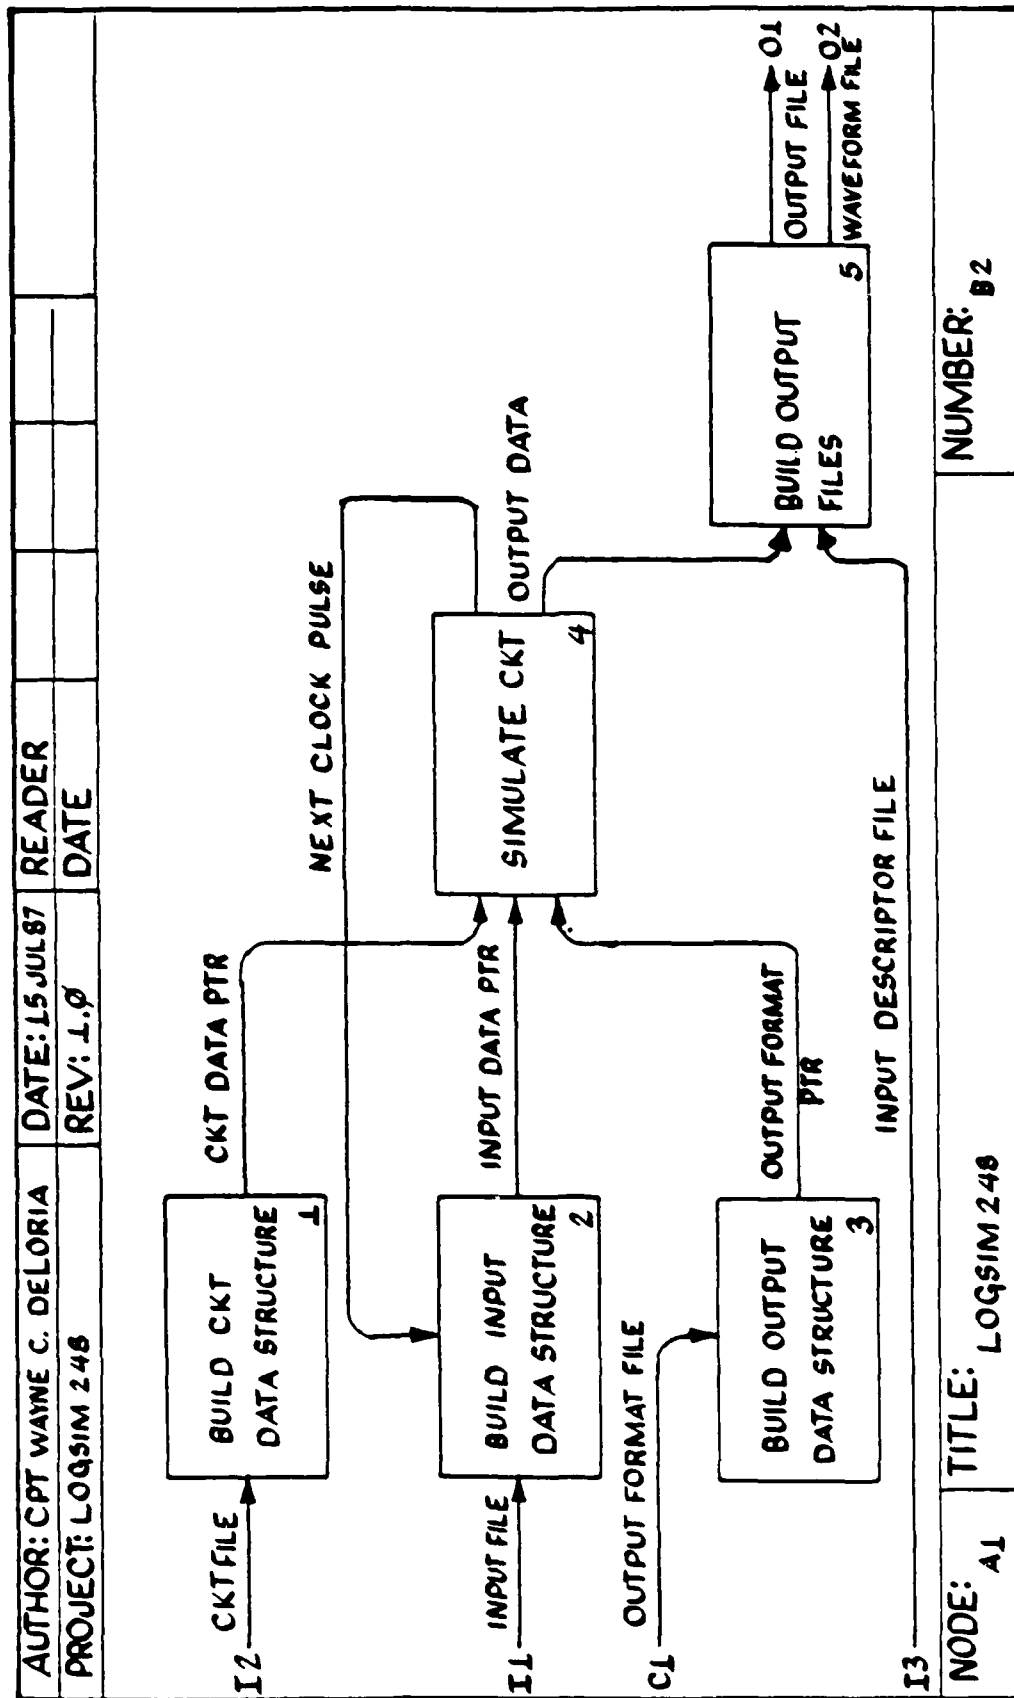 AUTHOR: CPT WAYNE C. DELORIA
DATE: 15 JUL 87
READER
PROJECT: LOGSIM 248
REV: 1.0
DATE
NEXT CLOCK PULSE
I2
CKT FILE
BUILD CKT
DATA STRUCTURE
1
CKT DATA PTR
I1
INPUT FILE
BUILD INPUT
DATA STRUCTURE
2
INPUT DATA PTR
SIMULATE CKT
4
OUTPUT DATA
C1
OUTPUT FORMAT FILE
BUILD OUTPUT
DATA STRUCTURE
3
OUTPUT FORMAT
PTR
BUILD OUTPUT
FILES
5
OUTPUT FILE
O1
WAVEFORM FILE
O2
I3
INPUT DESCRIPTOR FILE
NODE: A1
TITLE: LOGSIM 248
NUMBER: B2